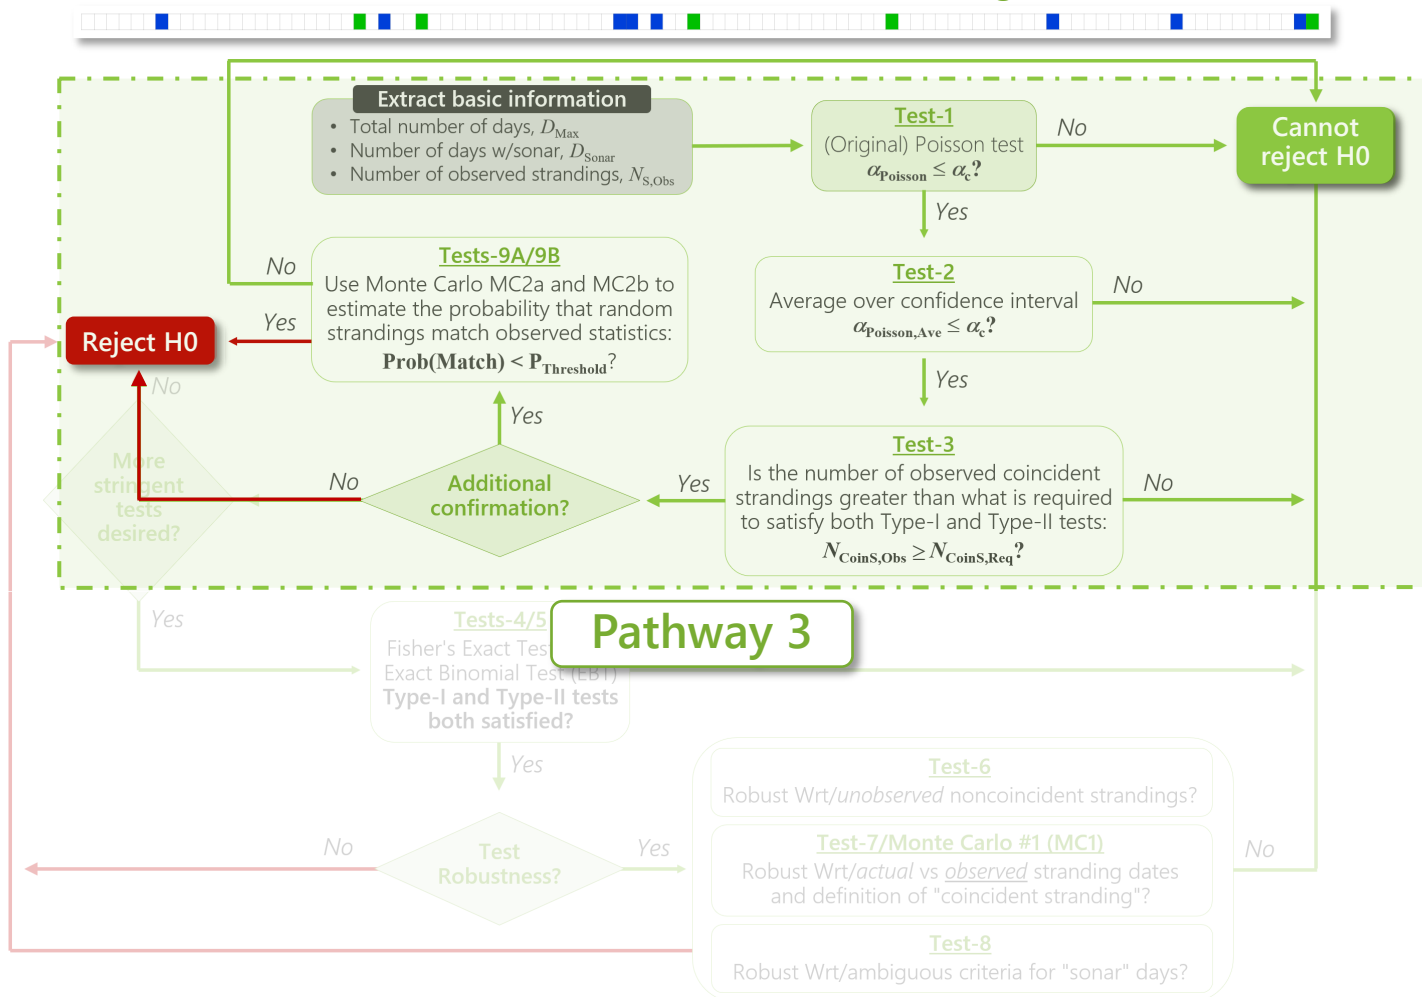 Extract basic information
• Total number of days, D_Max
• Number of days w/sonar, D_Sonar
• Number of observed strandings, N_S,Obs
Test-1
(Original) Poisson test
α_Poisson ≤ α_c?
No
Cannot
reject H0
Yes
Tests-9A/9B
Use Monte Carlo MC2a and MC2b to
estimate the probability that random
strandings match observed statistics:
Prob(Match) < P_Threshold?
No
Yes
Reject H0
Test-2
Average over confidence interval
α_Poisson,Ave ≤ α_c?
No
Yes
No
Yes
Test-3
Is the number of observed coincident
strandings greater than what is required
to satisfy both Type-I and Type-II tests:
N_CoinS,Obs ≥ N_CoinS,Req?
No
Yes
Additional
confirmation?
No
More
stringent
tests
desired?
Yes
Pathway 3
Tests-4/5
Fisher's Exact
Exact Binomial Test (EBT)
Type-I and Type-II tests
both satisfied?
Yes
Test
Robustness?
No
Yes
Test-6
Robust Wrt/unobserved noncoincident strandings?
Test-7/Monte Carlo #1 (MC1)
Robust Wrt/actual vs observed stranding dates
and definition of "coincident stranding"?
Test-8
Robust Wrt/ambiguous criteria for "sonar" days?
No